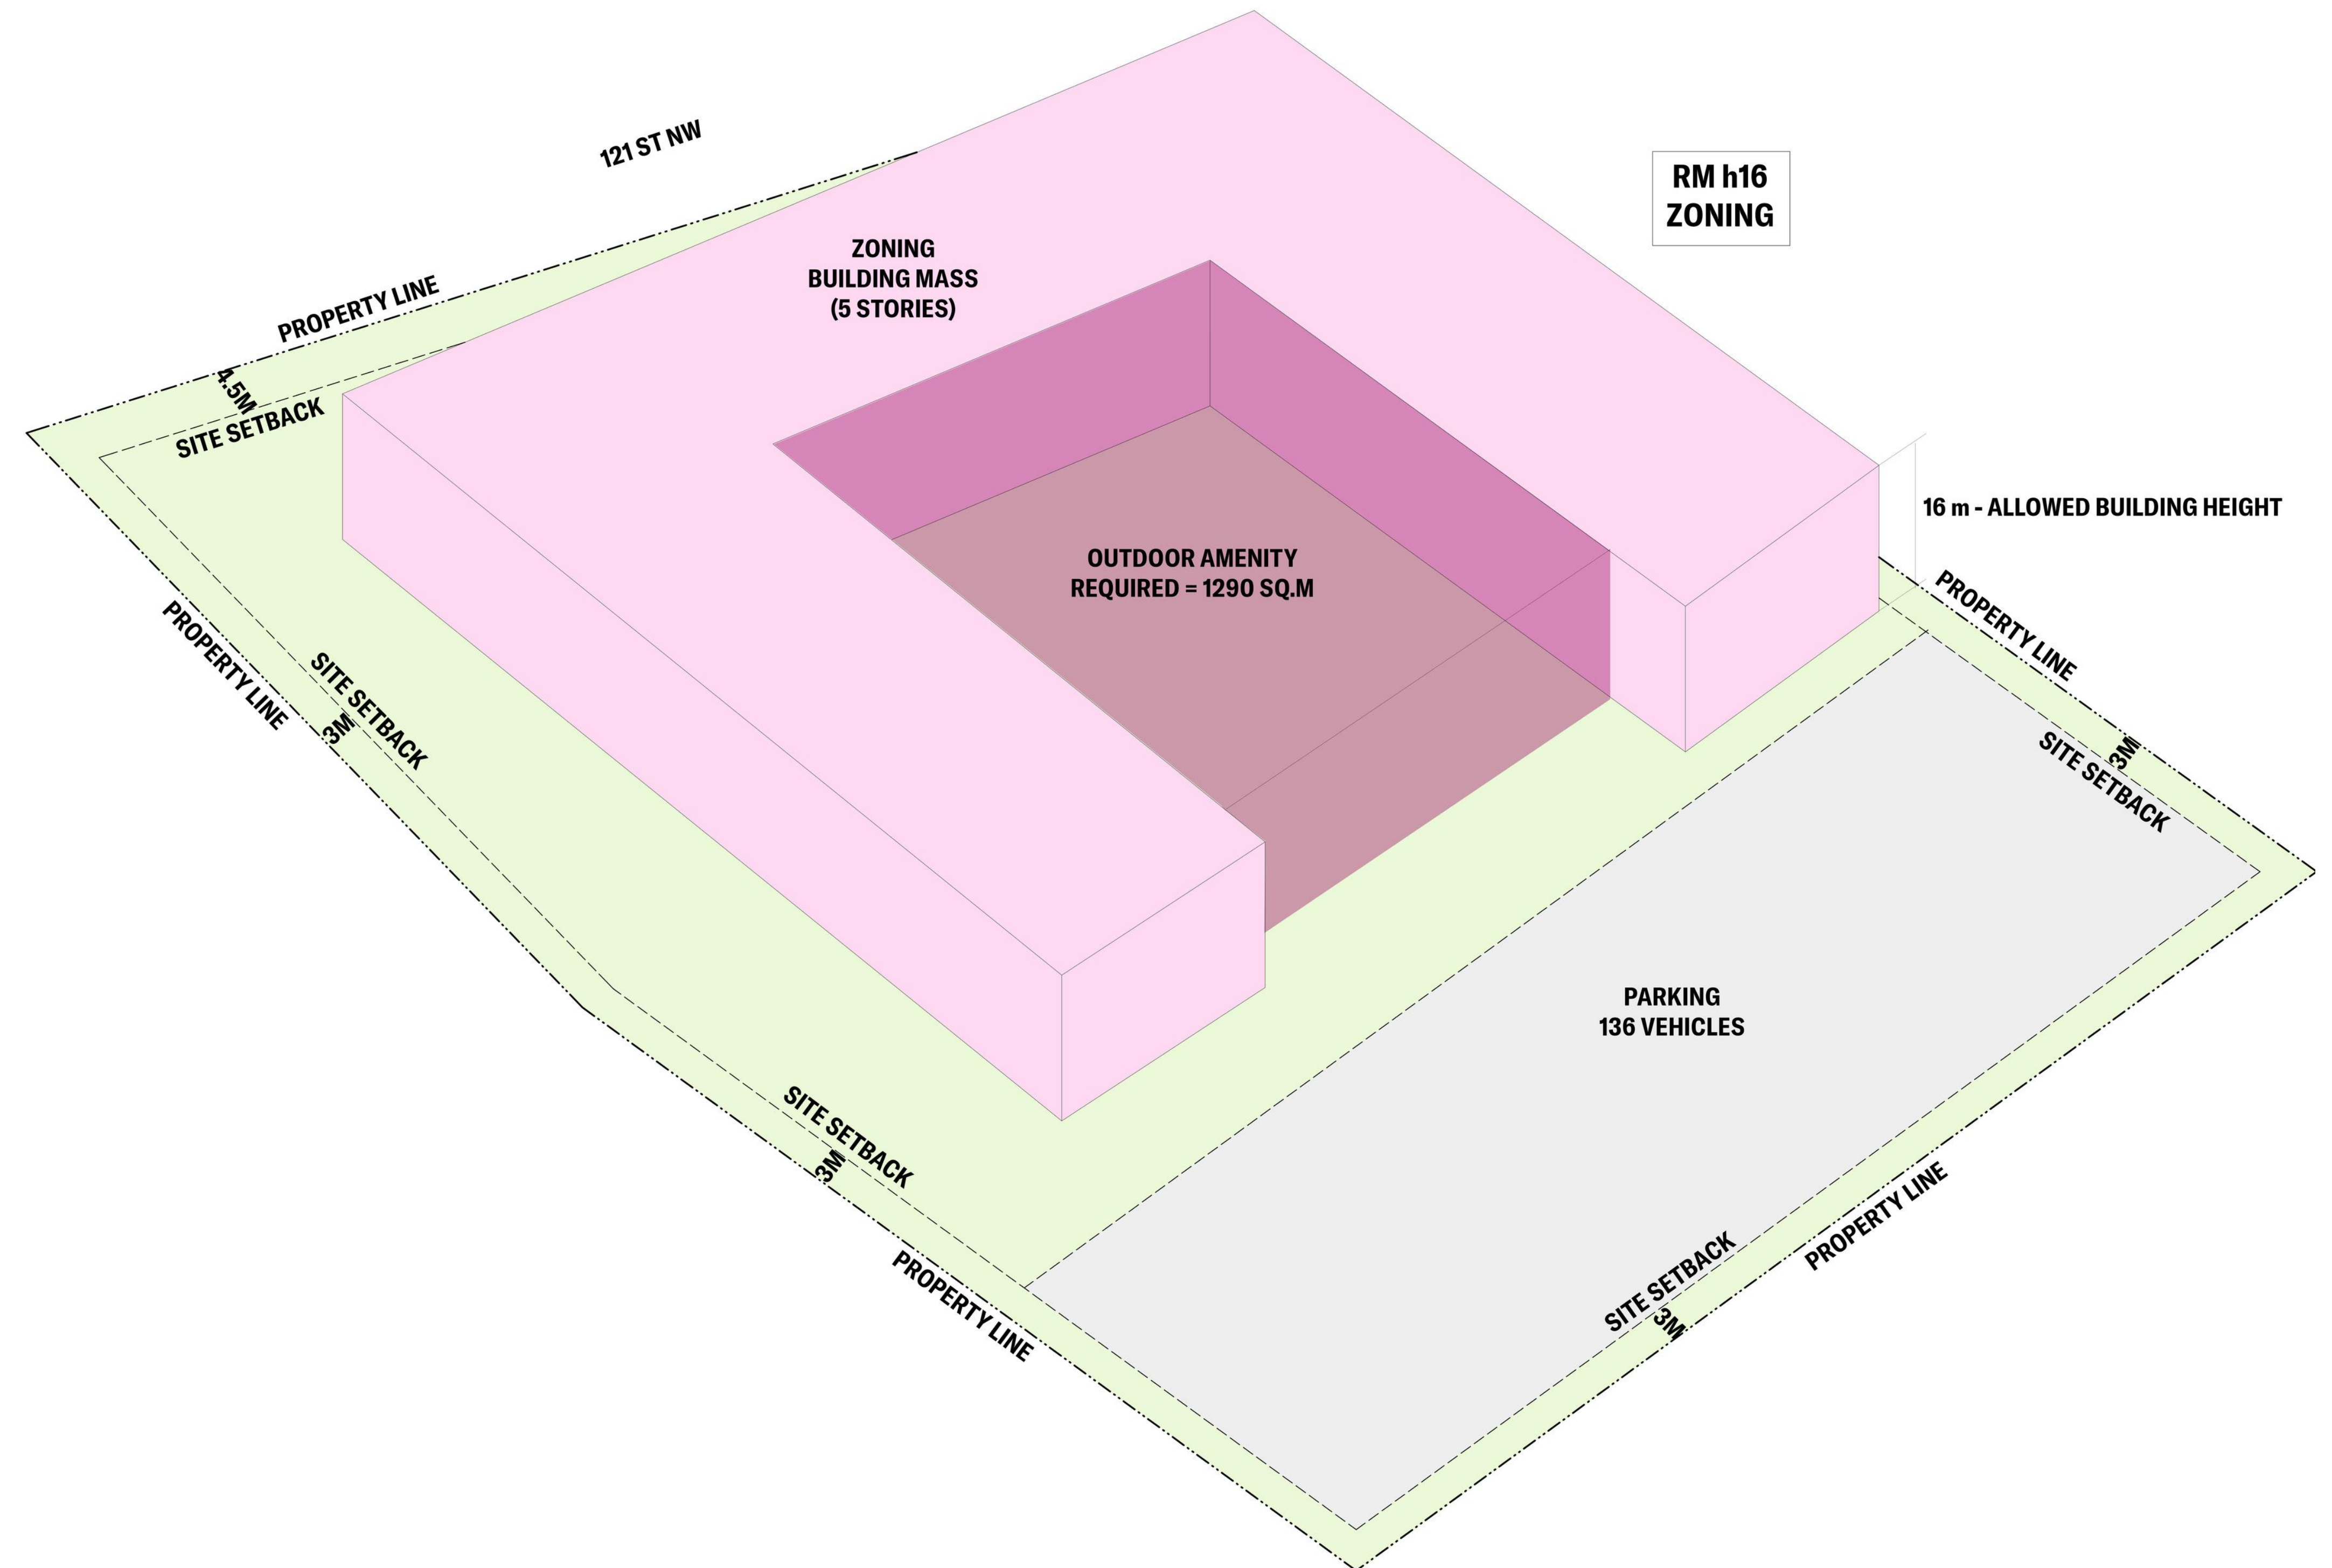 121 ST NW
RM h16
ZONING
ZONING
BUILDING MASS
(5 STORIES)
PROPERTY LINE
4.5M
SITE SETBACK
16 m - ALLOWED BUILDING HEIGHT
OUTDOOR AMENITY
REQUIRED = 1290 SQ.M
PROPERTY LINE
PROPERTY LINE
SITE SETBACK
3M
3M
SITE SETBACK
PARKING
136 VEHICLES
SITE SETBACK
3M
PROPERTY LINE
PROPERTY LINE
SITE SETBACK
3M